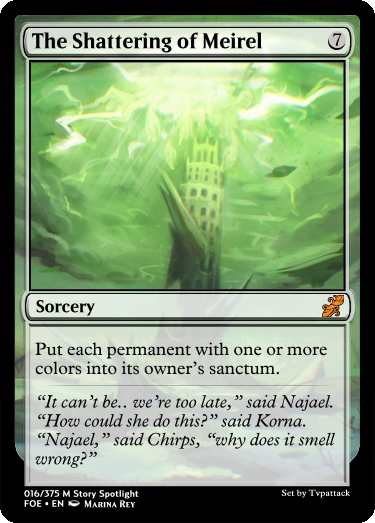 The Shattering of Meirel
7
Sorcery
Put each permanent with one or more
colors into its owner's sanctum.
"It can't be.. we're too late," said Najael.
"How could she do this?" said Korna.
"Najael," said Chirps, "why does it smell
wrong?"
016/375 M Story Spotlight
FOE • EN Marina Rey
Set by Tvpattack